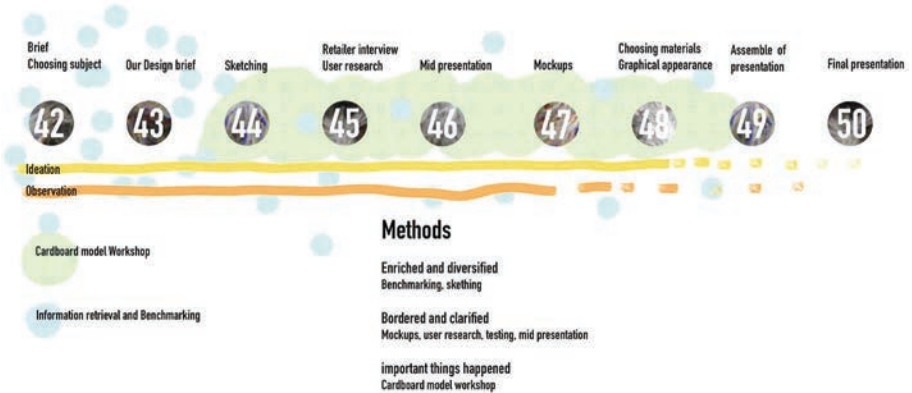 Brief
Choosing subject
Our Design brief
Sketching
Retailer interview
User research
Mid presentation
Mockups
Choosing materials
Graphical appearance
Assemble of
presentation
Final presentation
42
43
44
45
46
47
48
49
50
Ideation
Observation
Cardboard model Workshop
Information retrieval and Benchmarking
Methods
Enriched and diversified
Benchmarking, skething
Bordered and clarified
Mockups, user research, testing, mid presentation
important things happened
Cardboard model workshop